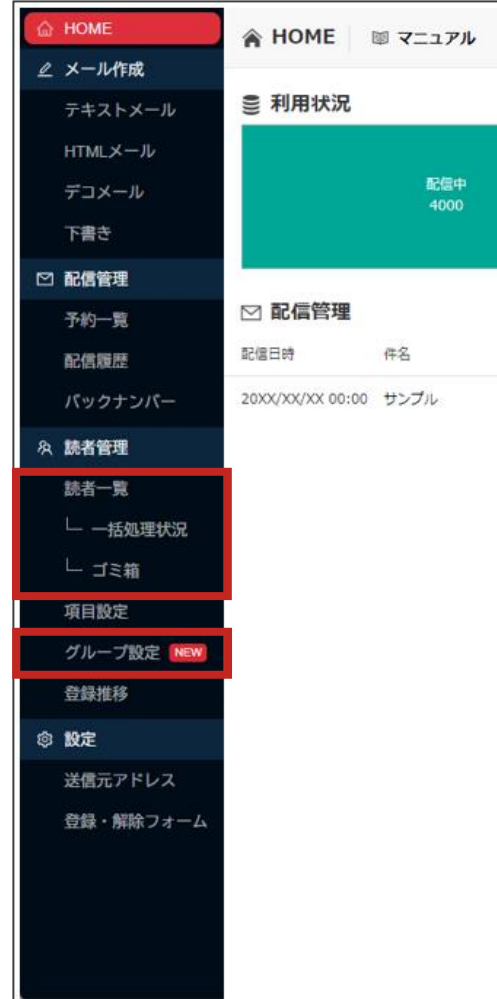 HOME
メール作成
テキストメール
HTMLメール
デコメール
下書き
配信管理
予約一覧
配信履歴
バックナンバー
読者管理
読者一覧
一括処理状況
ゴミ箱
項目設定
グループ設定 NEW
登録推移
設定
送信元アドレス
登録・解除フォーム
HOME マニュアル
利用状況
配信中
4000
配信管理
配信日時 件名
20XX/XX/XX 00:00 サンプル